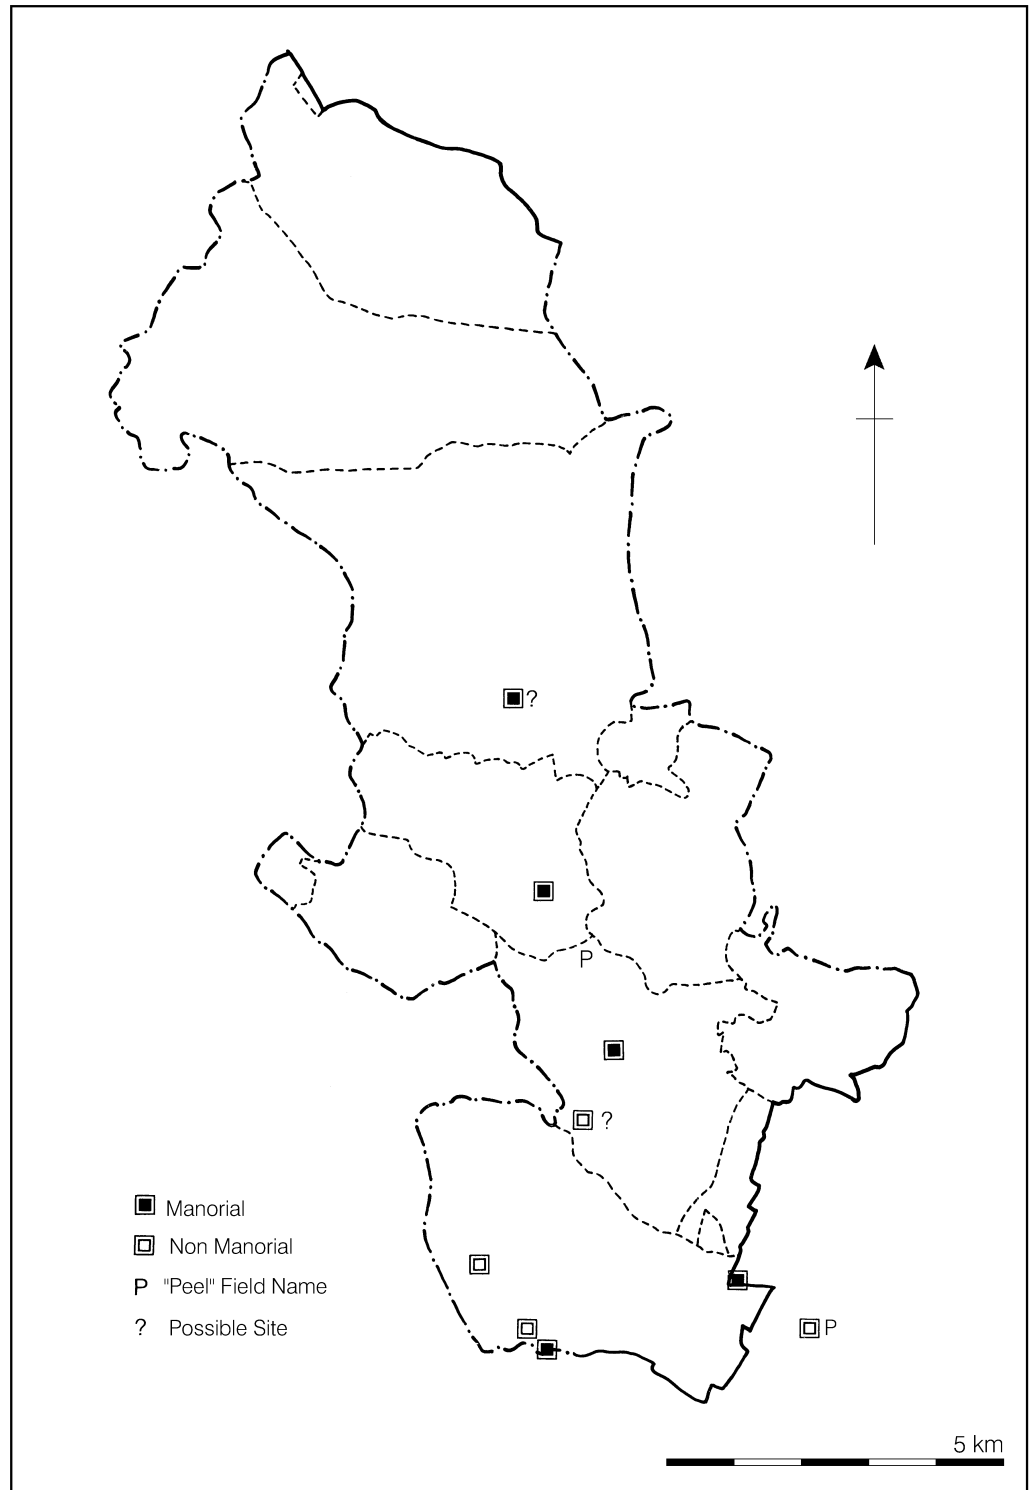 ?
P
?
Manorial
Non Manorial
P "Peel" Field Name
? Possible Site
P
5 km